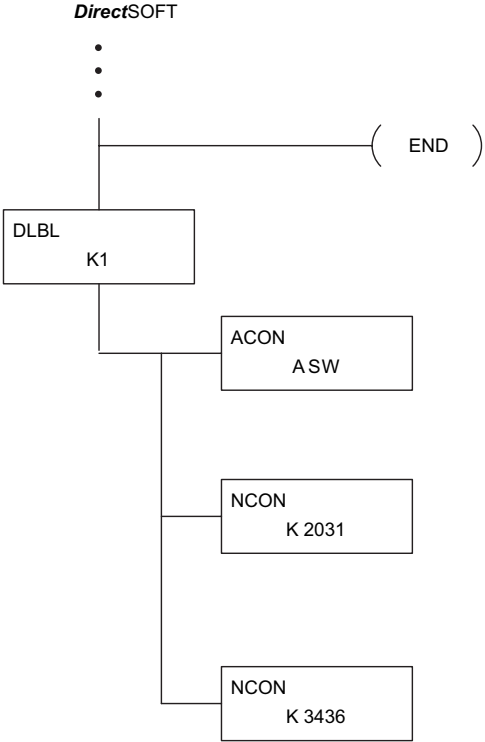 DirectSOFT
( END )
DLBL
K1
ACON
A SW
NCON
K 2031
NCON
K 3436